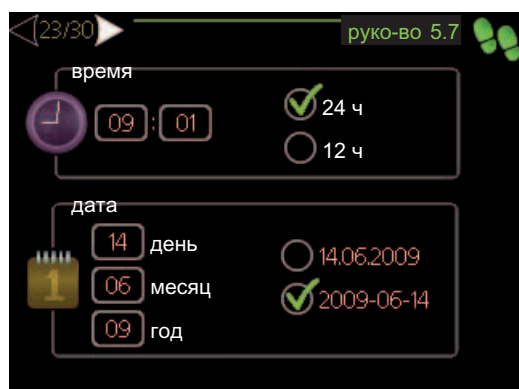 23/30 руко-во 5.7
время
09 : 01 24 ч
12 ч
дата
14 день 14.06.2009
06 месяц 2009-06-14
09 год
1